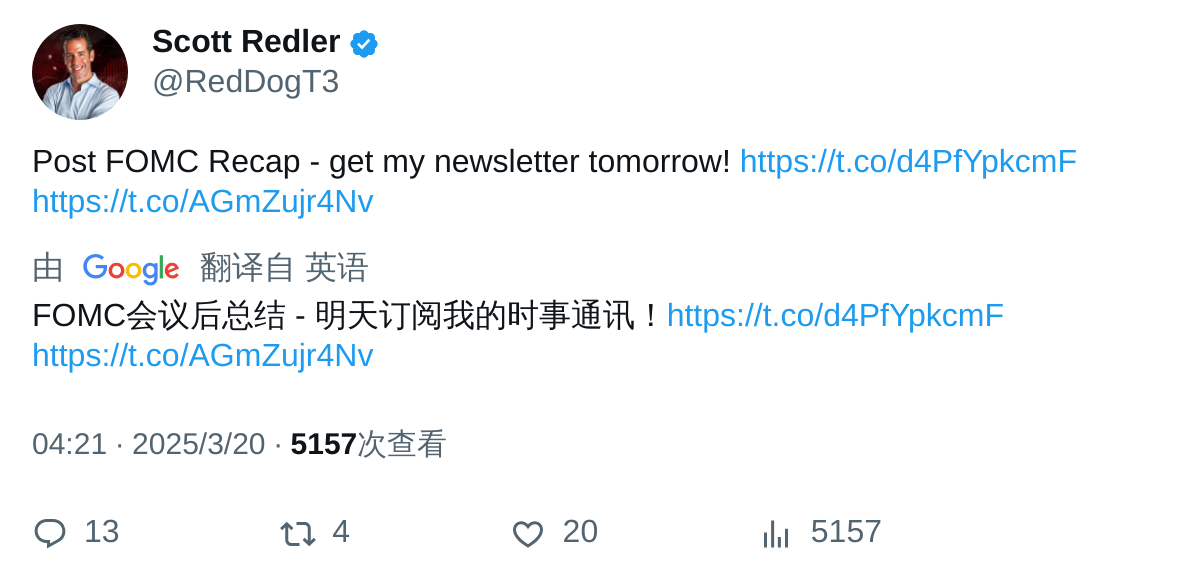 Scott Redler
@RedDogT3
Post FOMC Recap - get my newsletter tomorrow! https://t.co/d4PfYpkcmF
https://t.co/AGmZujr4Nv
由 Google 翻译自 英语
FOMC会议后总结 - 明天订阅我的时事通讯！https://t.co/d4PfYpkcmF
https://t.co/AGmZujr4Nv
04:21 · 2025/3/20 · 5157次查看
13 4 20 5157